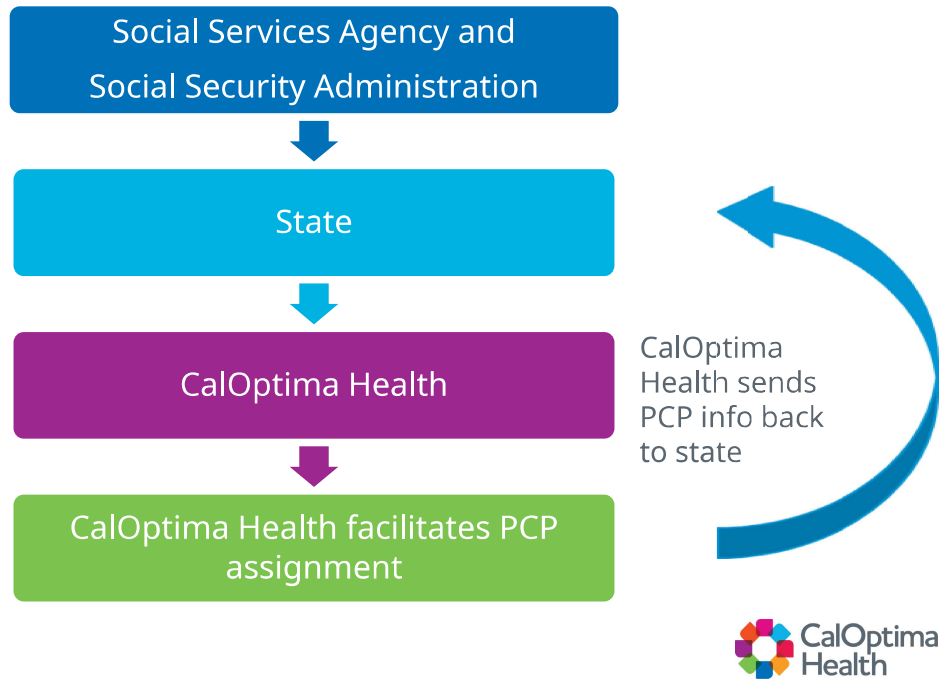 Social Services Agency and
Social Security Administration
State
CalOptima Health
CalOptima
Health sends
PCP info back
to state
CalOptima Health facilitates PCP
assignment
CalOptima
Health